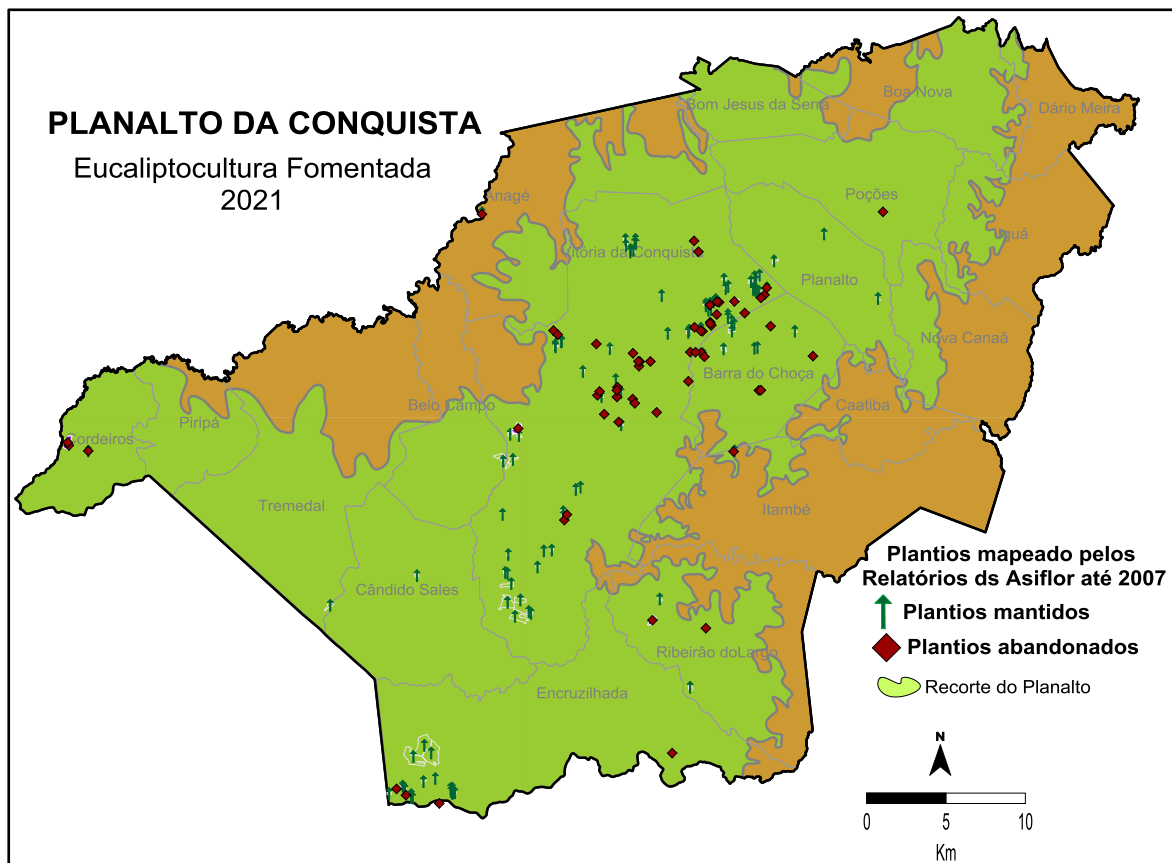 PLANALTO DA CONQUISTA
Eucaliptocultura Fomentada
2021
Bom Jesus da Serra
Boa Nova
Dário Meira
Anagé
Poções
Iguá
Vitória da Conquista
Planalto
Nova Canaã
Barra do Choça
Caatiba
Belo Campo
Piripá
Cordeiros
Tremedal
Itambé
Cândido Sales
Ribeirâo doLargo
Encruzilhada
Plantios mapeado pelos
Relatórios ds Asiflor até 2007
Plantios mantidos
Plantios abandonados
Recorte do Planalto
N
0 5 10
Km